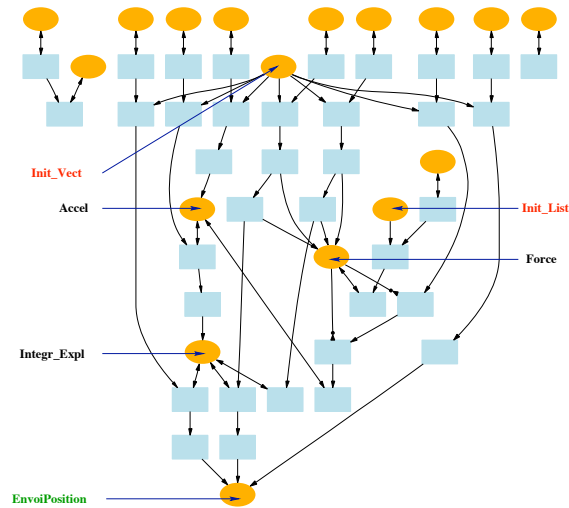 Init_Vect
Accel
Init_List
Force
Integr_Expl
EnvoiPosition